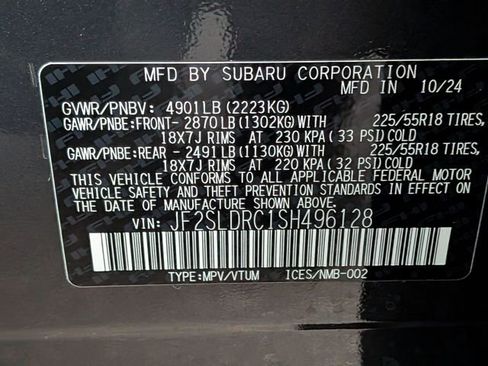 MFD BY SUBARU CORPORATION
MFD IN 10/24
GVWR/PNBV: 4901LB (2223KG)
GAWR/PNBE:FRONT- 2870LB (1302KG)WITH 225/55R18 TIRES,
18X7J RIMS AT 230 KPA (33 PSI)COLD
GAWR/PNBE:REAR - 2491LB (1130KG)WITH 225/55R18 TIRES,
18X7J RIMS AT 220 KPA (32 PSI)COLD
THIS VEHICLE CONFORMS TO ALL APPLICABLE FEDERAL MOTOR
VEHICLE SAFETY AND THEFT PREVENTION STANDARDS IN EFFECT
ON THE DATE OF MANUFACTURE SHOWN ABOVE.
VIN: JF2SLDRC1SH496128
TYPE:MPV/VTUM ICES/NMB-002